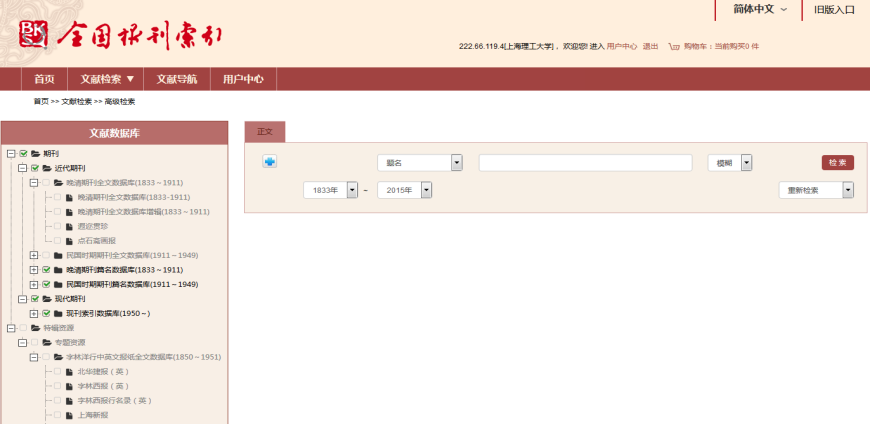 简体中文 旧版入口
BK
S
全国报刊索引
222.66.119.4[上海理工大学]，欢迎您! 进入 用户中心 退出 购物车：当前购买0 件
首页 文献检索 ▼ 文献导航 用户中心
首页 >> 文献检索 >> 高级检索
文献数据库
期刊
近代期刊
晚清期刊全文数据库(1833～1911)
晚清期刊全文数据库(1833-1911)
晚清期刊全文数据库增辑(1833～1911)
遐迩贯珍
点石斋画报
民国时期期刊全文数据库(1911～1949)
晚清期刊篇名数据库(1833～1911)
民国时期期刊篇名数据库(1911～1949)
现代期刊
现刊索引数据库(1950～)
特辑资源
专题资源
字林洋行中英文报纸全文数据库(1850～1951)
北华捷报（英）
字林西报（英）
字林西报行名录（英）
上海新报
正文
题名 模糊 检 索
1833年 － 2015年 重新检索